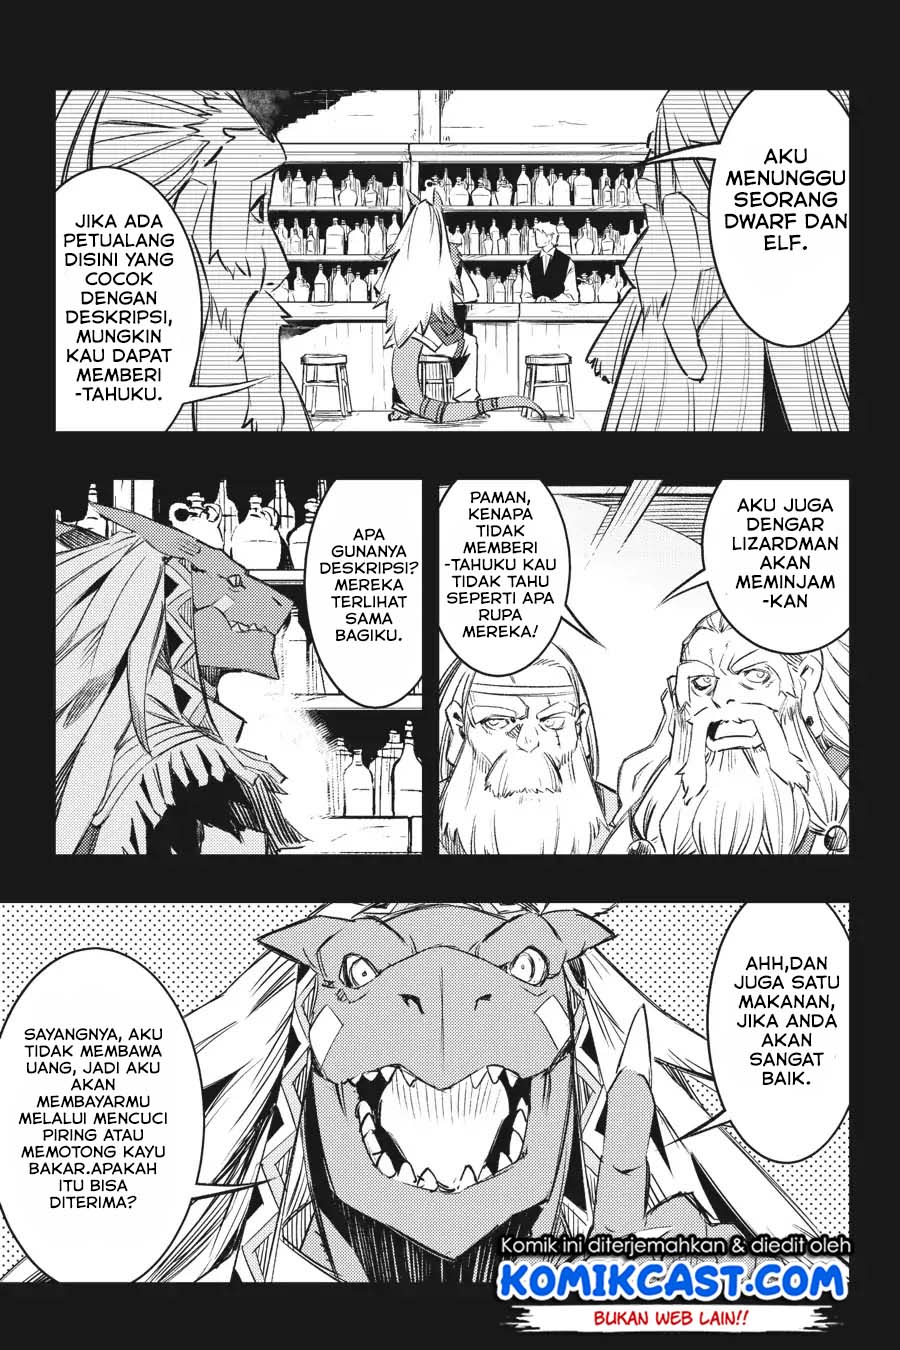 AKU
MENUNGGU
SEORANG
DWARF DAN
ELF.
JIKA ADA
PETUALANG
DISINI YANG
COCOK
DENGAN
DESKRIPSI,
MUNGKIN
KAU DAPAT
MEMBERI
-TAHUKU.
AKU JUGA
DENGAR
LIZARDMAN
AKAN
MEMINJAM
-KAN
PAMAN,
KENAPA
TIDAK
MEMBERI
-TAHUKU KAU
TIDAK TAHU
SEPERTI APA
RUPA
MEREKA!
APA
GUNANYA
DESKRIPSI?
MEREKA
TERLIHAT
SAMA
BAGIKU.
AHH,DAN
JUGA SATU
MAKANAN,
JIKA ANDA
AKAN
SANGAT
BAIK.
SAYANGNYA, AKU
TIDAK MEMBAWA
UANG, JADI AKU
AKAN
MEMBAYARMU
MELALUI MENCUCI
PIRING ATAU
MEMOTONG KAYU
BAKAR.APAKAH
ITU BISA
DITERIMA?
Komik ini diterjemahkan & diedit oleh
KOMIKCAST.COM
BUKAN WEB LAIN!!